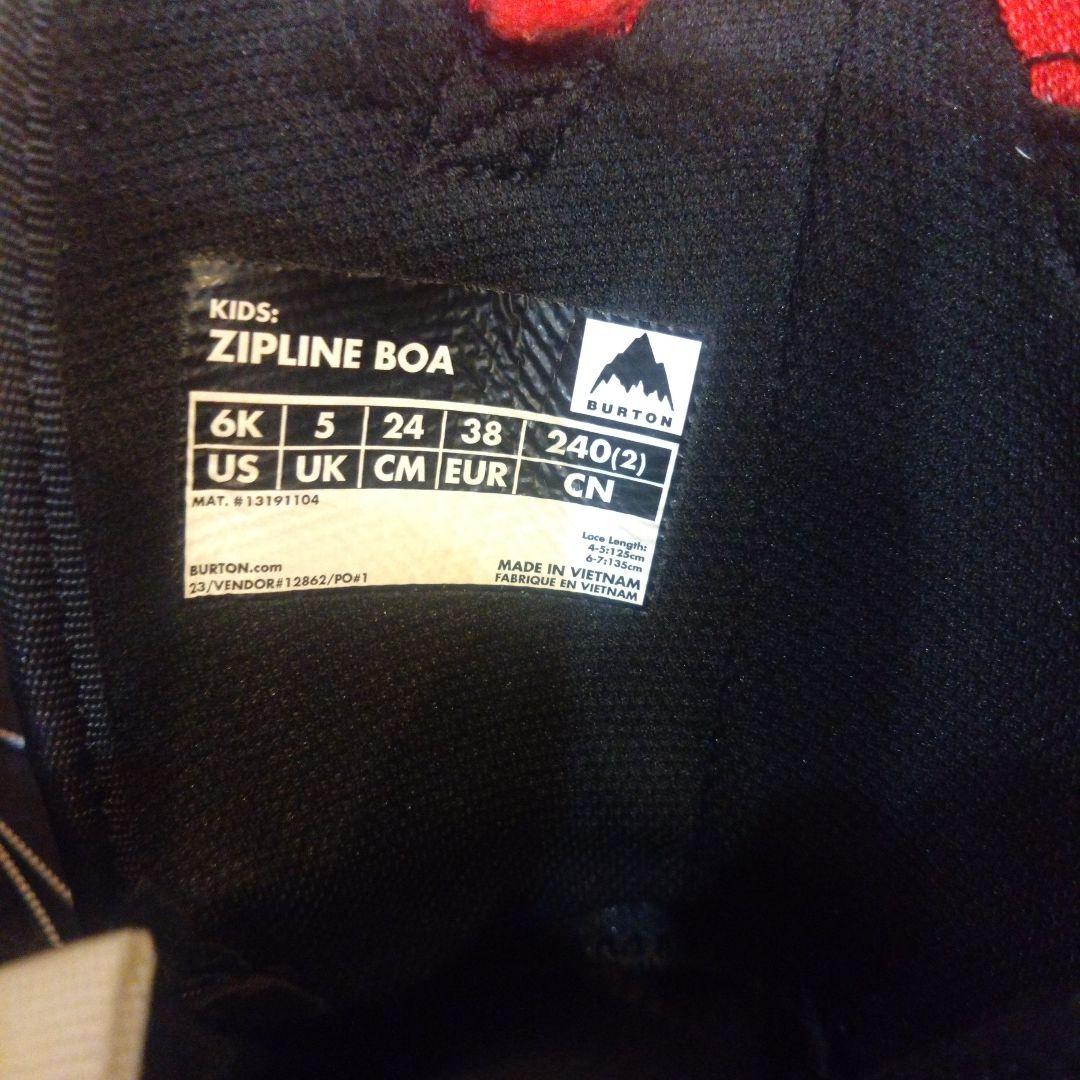 KIDS:
ZIPLINE BOA
BURTON
6K 5 24 38 240(2)
US UK CM EUR CN
MAT. #13191104
Lace Length:
4-5:125cm
6-7:135cm
BURTON.com
23/VENDOR#12862/PO#1
MADE IN VIETNAM
FABRIQUE EN VIETNAM